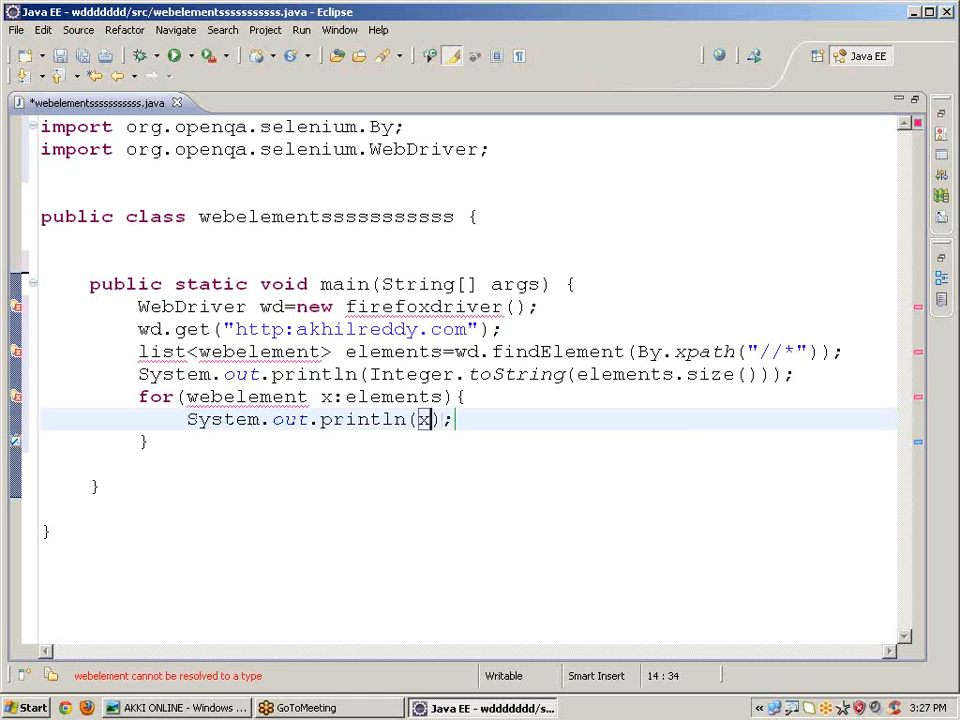 Java EE - wddddddd/src/webelementsssssssssss.java - Eclipse
File Edit Source Refactor Navigate Search Project Run Window Help
Java EE
*webelementsssssssssss.java
import org.openqa.selenium.By;
import org.openqa.selenium.WebDriver;
public class webelementsssssssssss {
public static void main(String[] args) {
WebDriver wd=new firefoxdriver();
wd.get("http:akhilreddy.com");
list<webelement> elements=wd.findElement(By.xpath("//*"));
System.out.println(Integer.toString(elements.size()));
for(webelement x:elements){
System.out.println(x);
}
}
}
webelement cannot be resolved to a type
Writable
Smart Insert
14 : 34
Start
AKKI ONLINE - Windows ...
GoToMeeting
Java EE - wddddddd/s...
3:27 PM